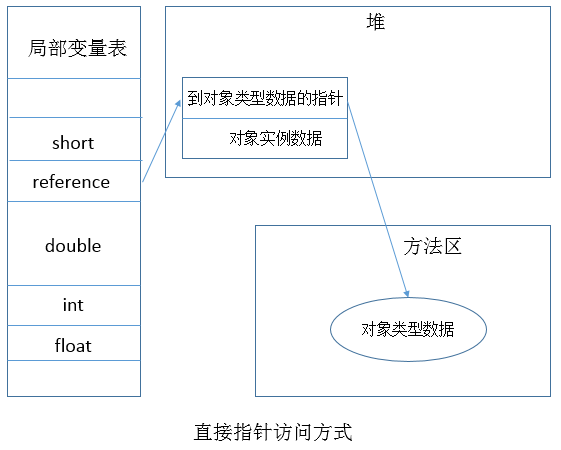 局部变量表
short
reference
double
int
float
堆
到对象类型数据的指针
对象实例数据
方法区
对象类型数据
直接指针访问方式